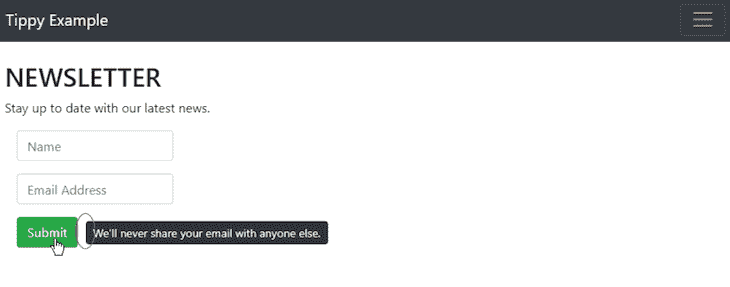 Tippy Example
NEWSLETTER
Stay up to date with our latest news.
Name
Email Address
Submit
We'll never share your email with anyone else.